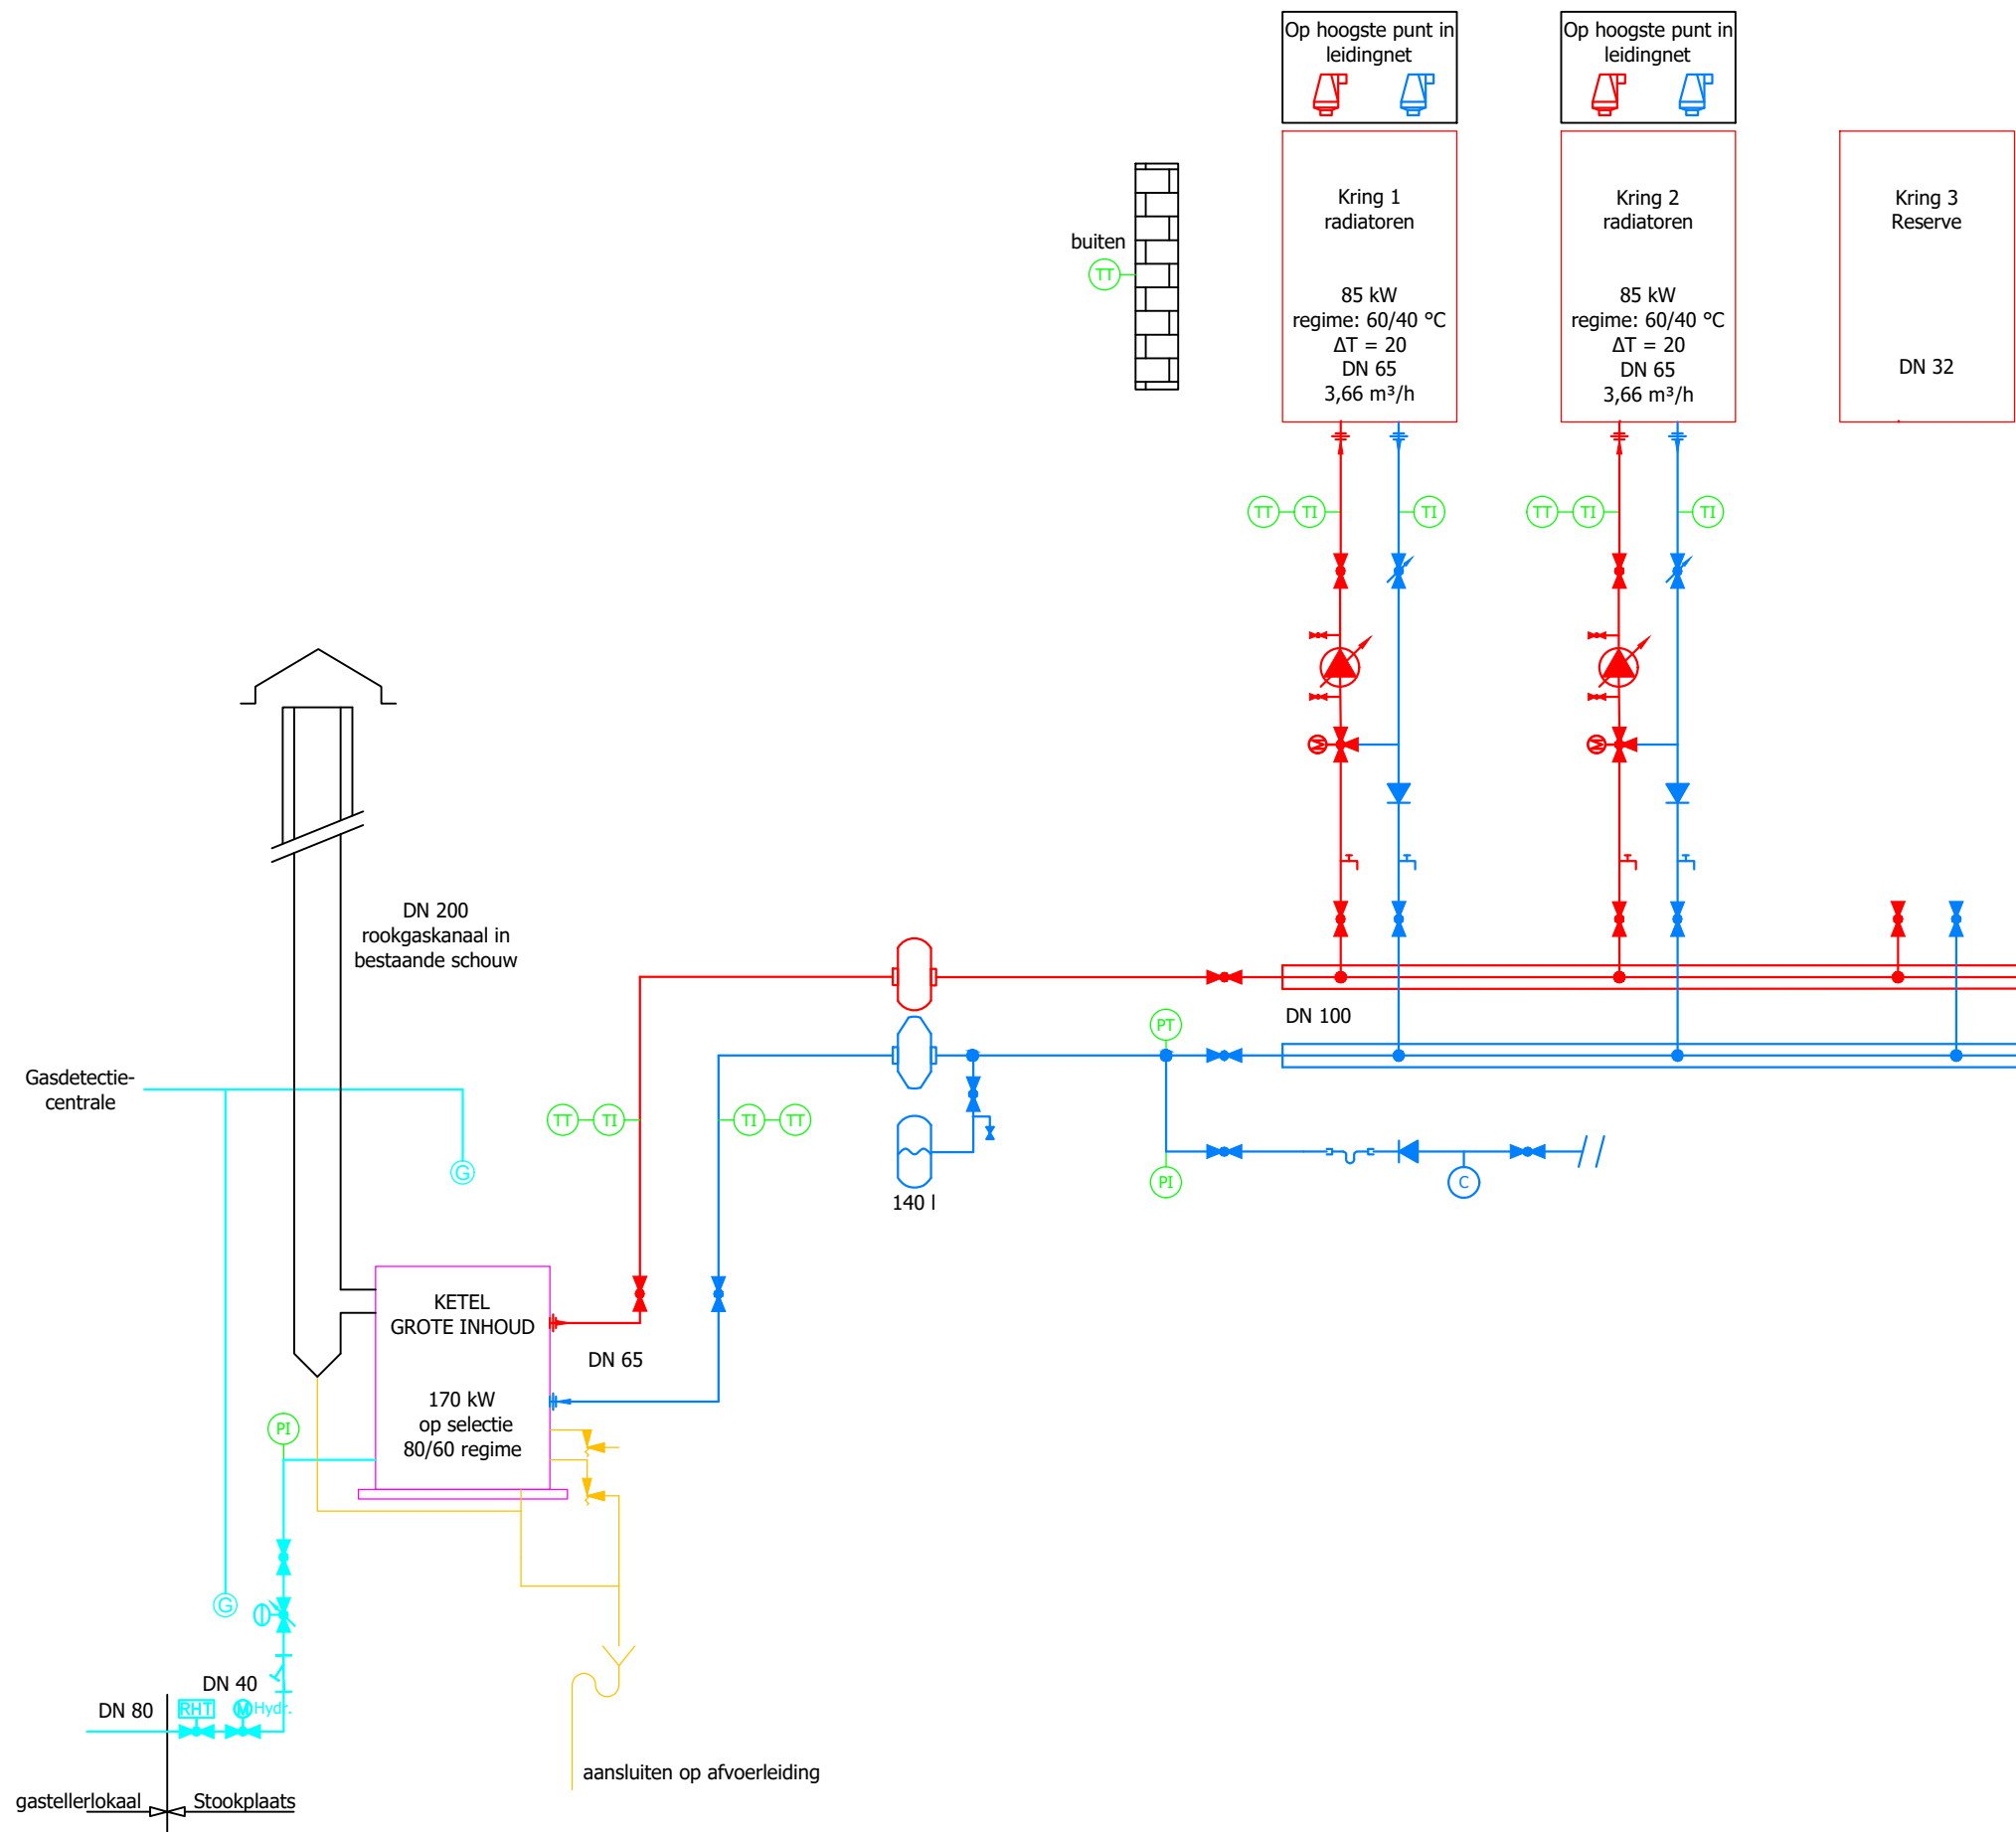 Op hoogste punt in
leidingnet
Op hoogste punt in
leidingnet
Kring 1
radiatoren
85 kW
regime: 60/40 °C
ΔT = 20
DN 65
3,66 m³/h
Kring 2
radiatoren
85 kW
regime: 60/40 °C
ΔT = 20
DN 65
3,66 m³/h
Kring 3
Reserve
DN 32
buiten
TT
TT
TI
TI
TT
TI
TI
M
M
DN 200
rookgaskanaal in
bestaande schouw
DN 100
PT
Gasdetectie-
centrale
TT
TI
TI
TT
G
PI
C
140 l
KETEL
GROTE INHOUD
170 kW
op selectie
80/60 regime
DN 65
PI
G
DN 40
DN 80
RHT
M
Hydr.
aansluiten op afvoerleiding
gastellerlokaal
Stookplaats